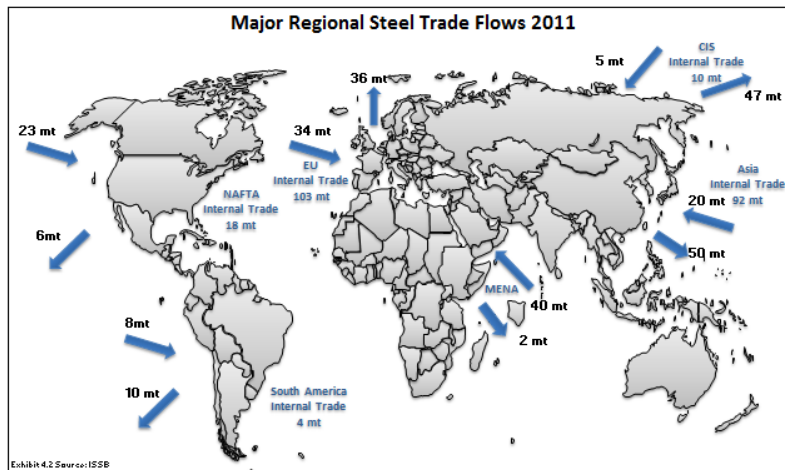 Major Regional Steel Trade Flows 2011
36 mt
5 mt
CIS
Internal Trade
10 mt
47 mt
23 mt
34 mt
EU
Internal Trade
103 mt
NAFTA
Internal Trade
18 mt
Asia
Internal Trade
92 mt
20 mt
6mt
50 mt
MENA
40 mt
2 mt
8mt
10 mt
South America
Internal Trade
4 mt
Exhibit 4.2 Source: ISSB